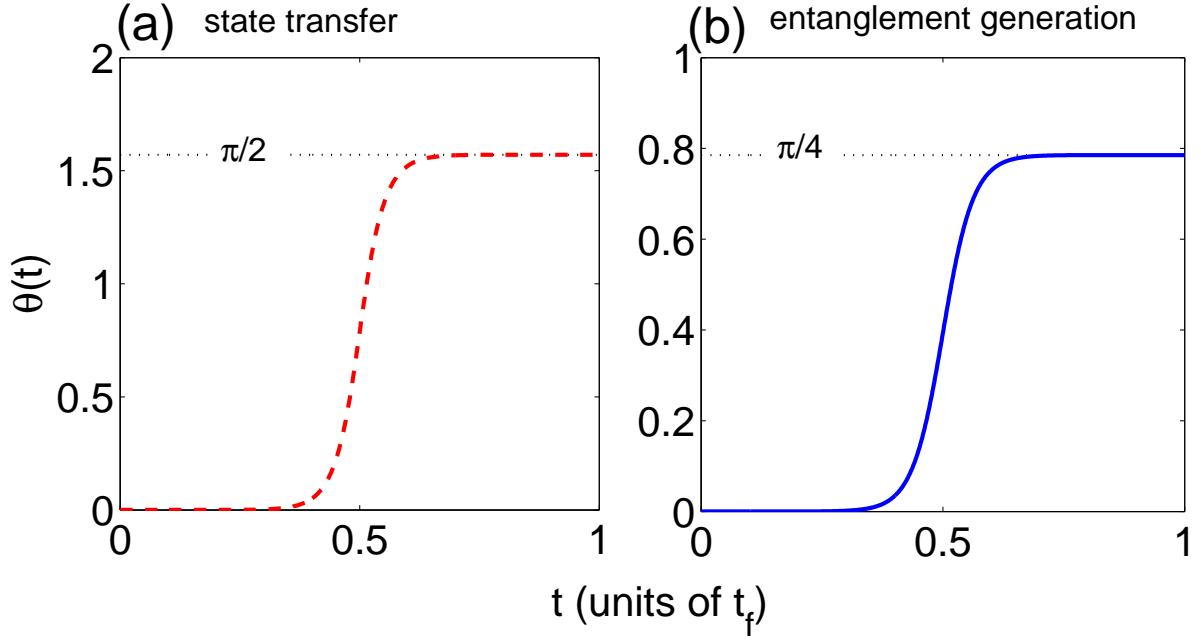 (a) state transfer
(b) entanglement generation
2
1.5
1
0.5
0
π/2
θ(t)
0
0.5
1
1
0.8
0.6
0.4
0.2
0
π/4
0
0.5
1
t (units of t_f)